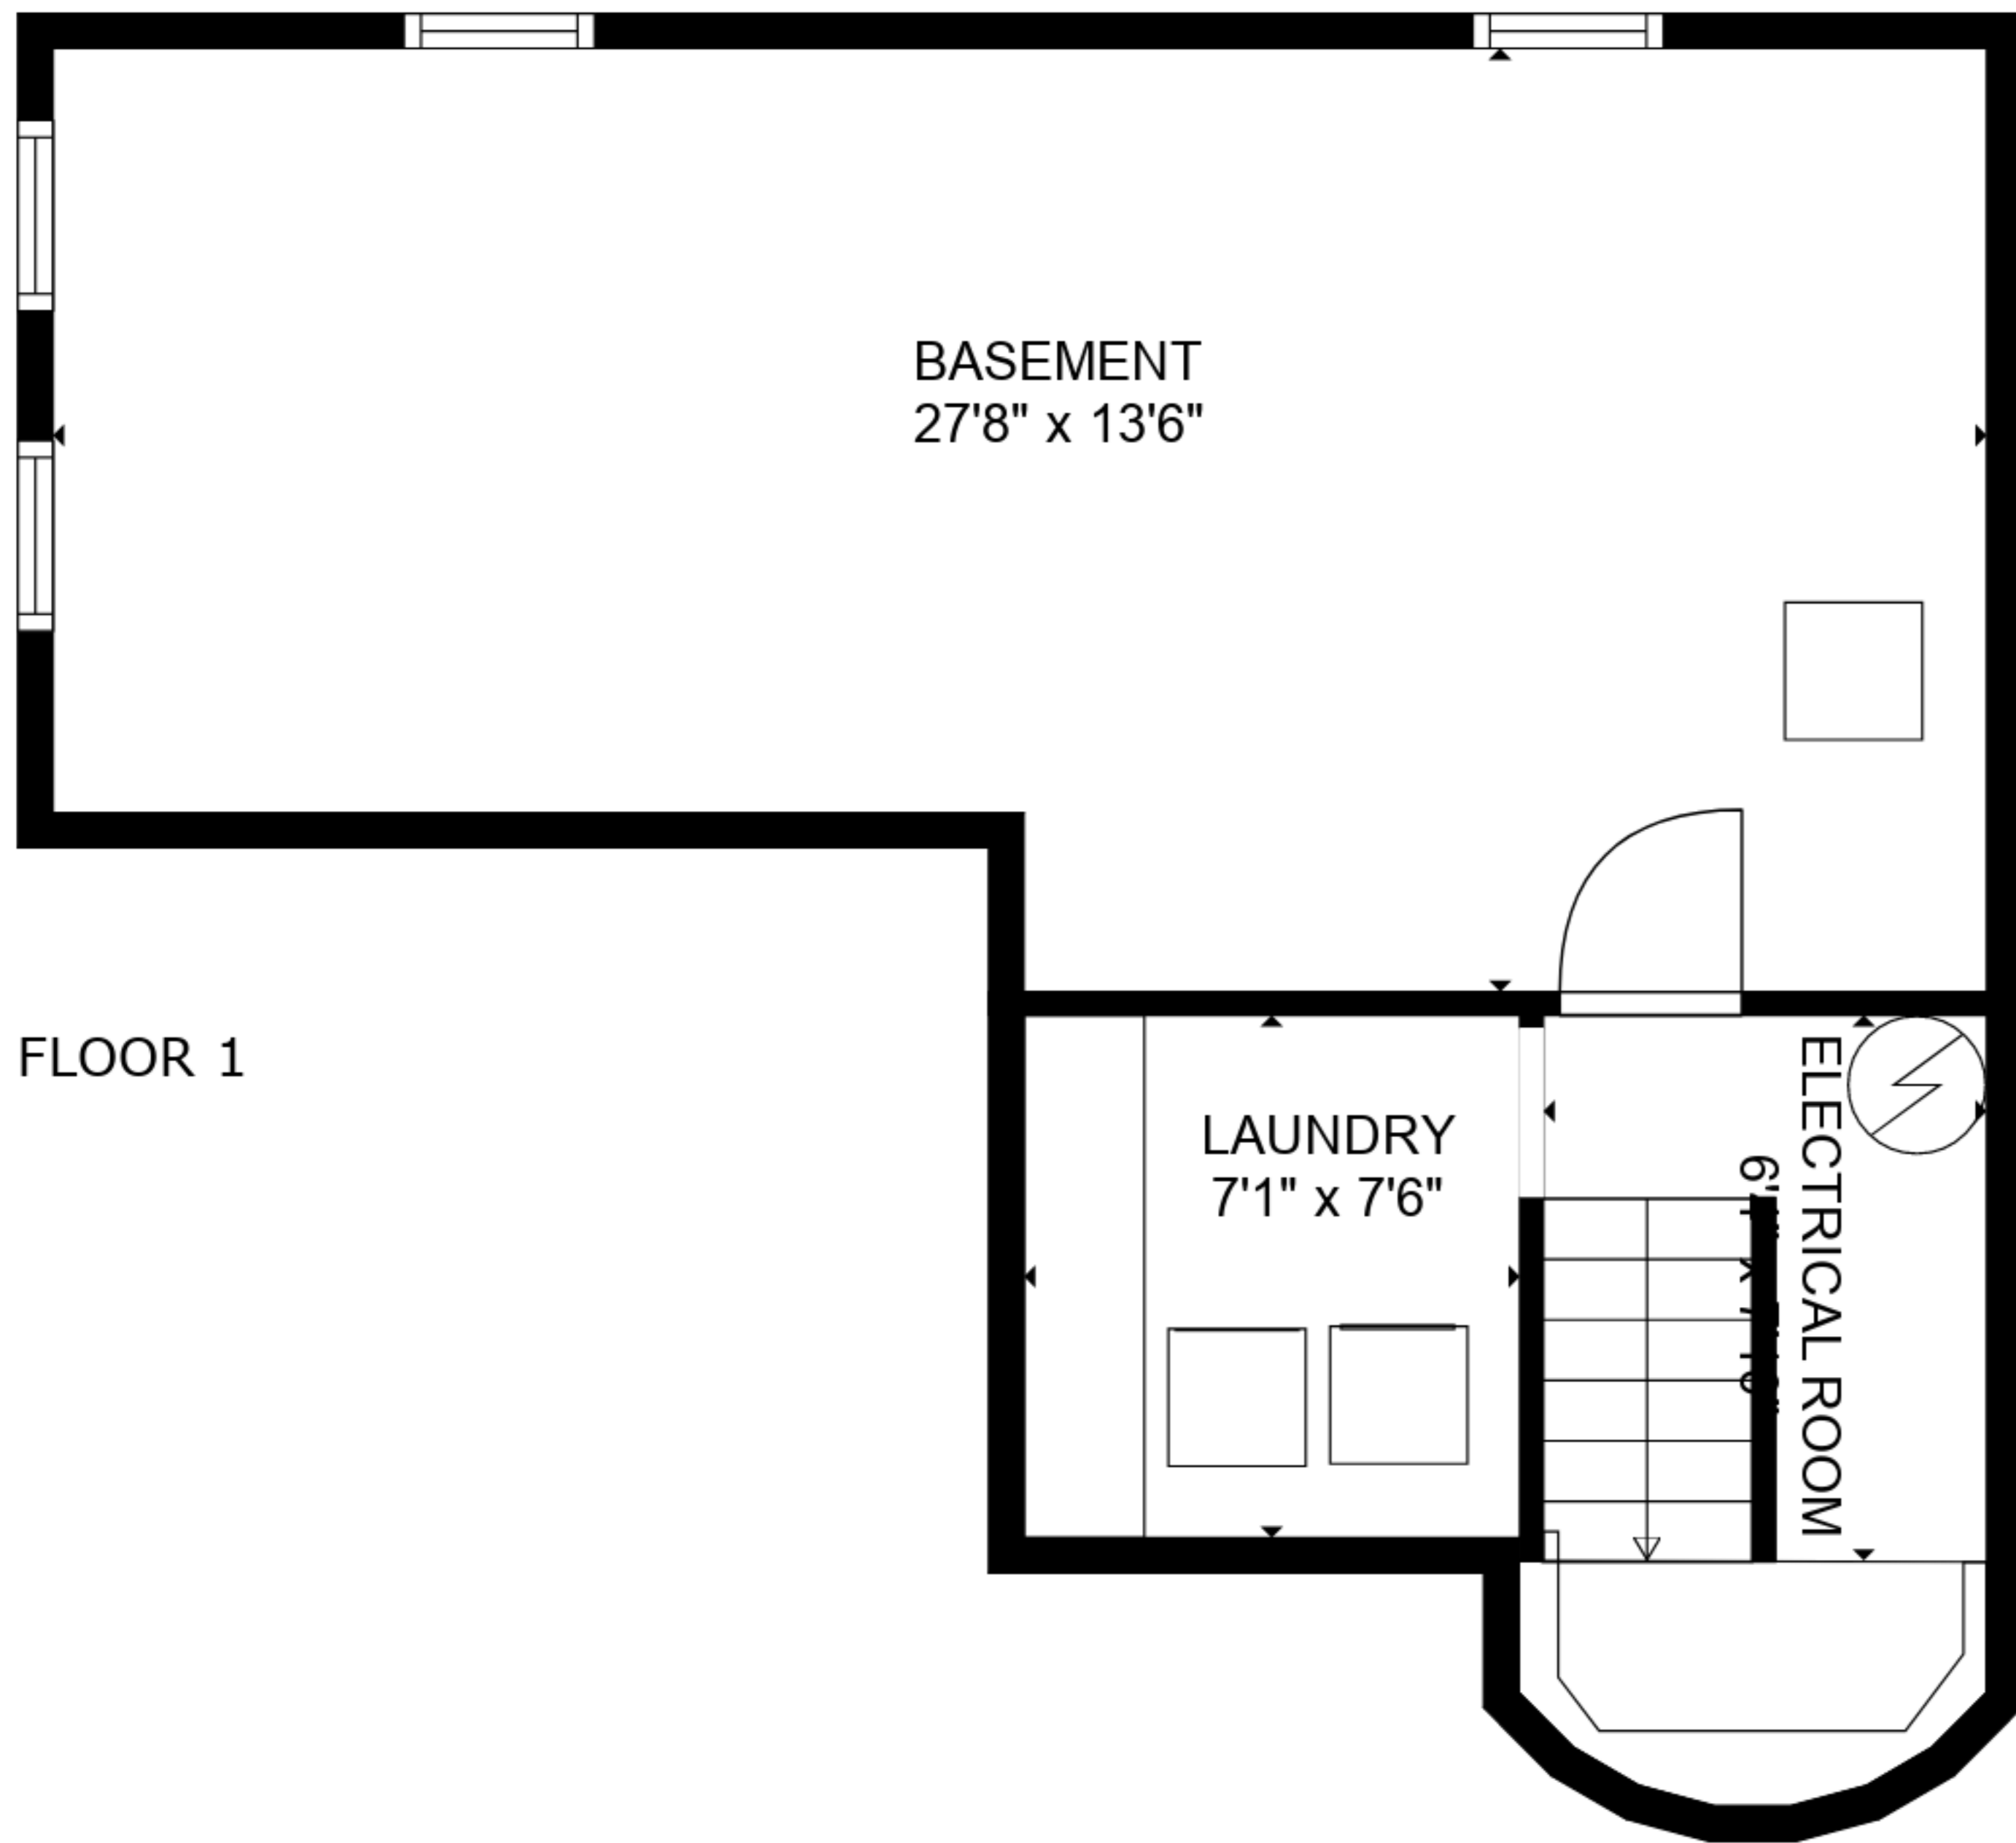 BASEMENT
27'8" x 13'6"
FLOOR 1
LAUNDRY
7'1" x 7'6"
ELECTRICAL ROOM